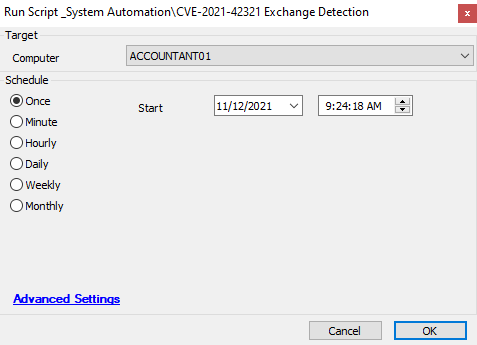 Run Script _System Automation\CVE-2021-42321 Exchange Detection
x
Target
Computer
ACCOUNTANT01
Schedule
Once
Start
11/12/2021
9:24:18 AM
Minute
Hourly
Daily
Weekly
Monthly
Advanced Settings
Cancel
OK